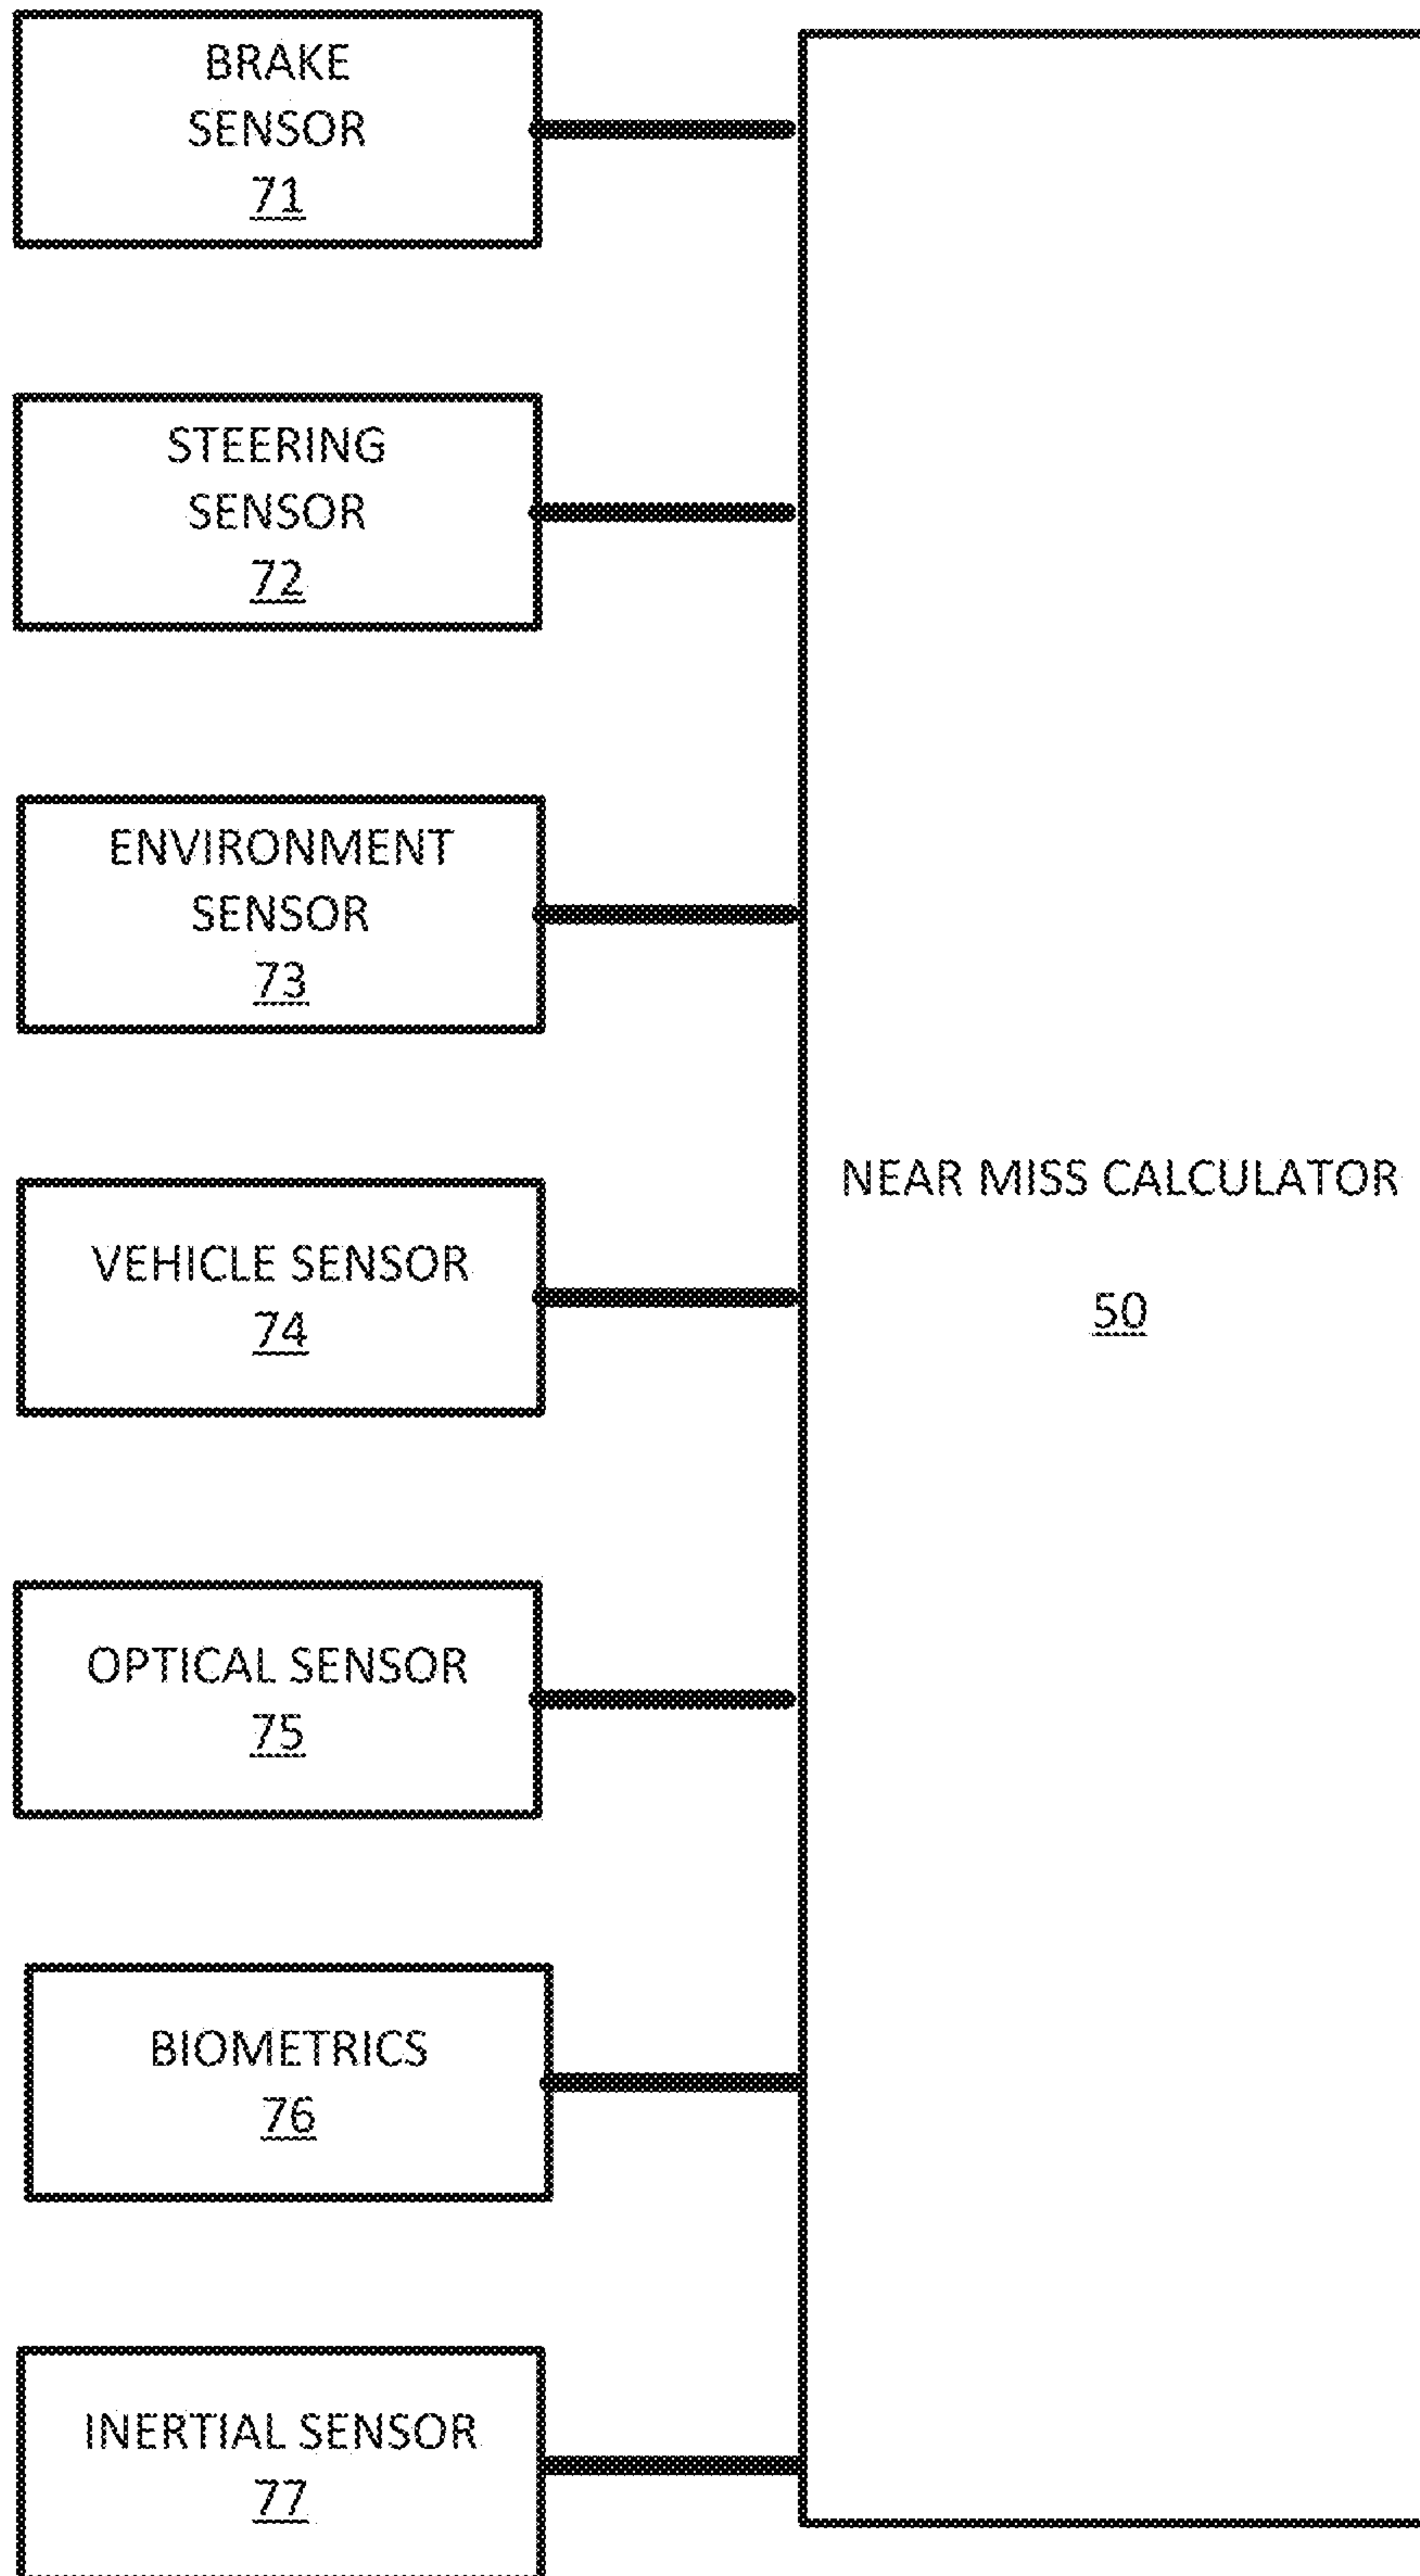 BRAKE
SENSOR
71
STEERING
SENSOR
72
ENVIRONMENT
SENSOR
73
VEHICLE SENSOR
74
OPTICAL SENSOR
75
BIOMETRICS
76
INERTIAL SENSOR
77
NEAR MISS CALCULATOR
50